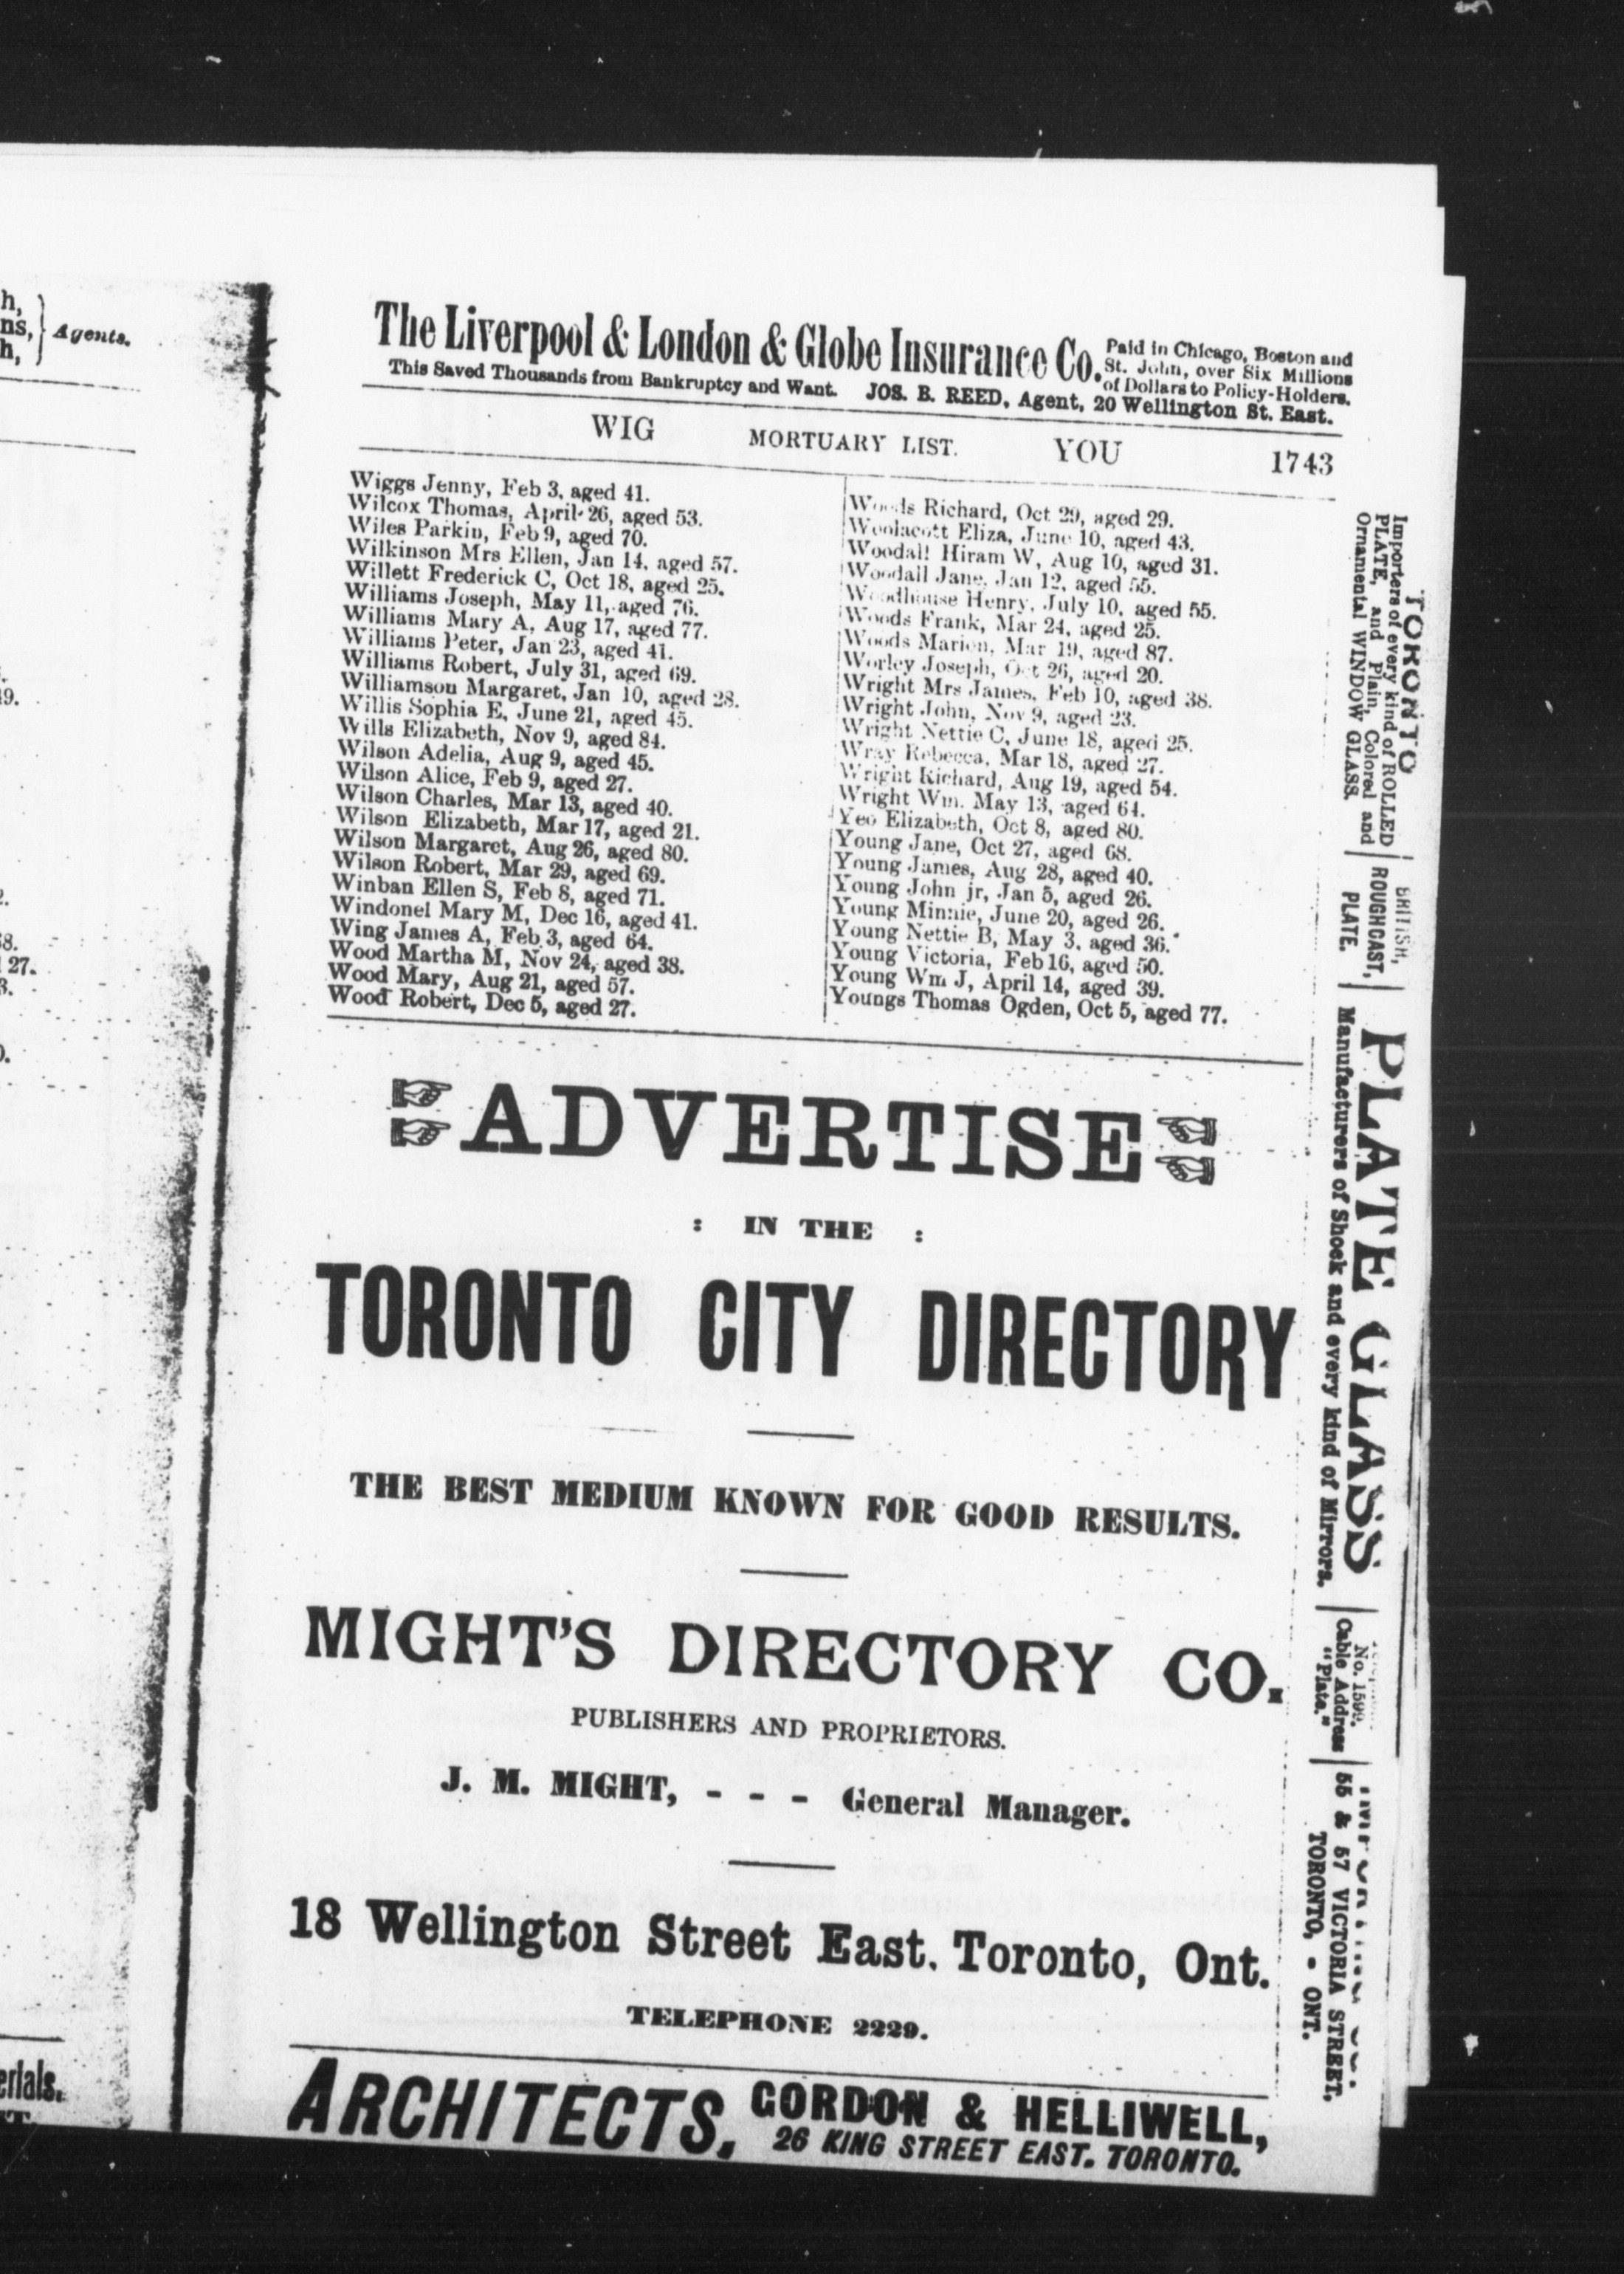 h,
ns,
h,
Agents.
19.
27.
The Liverpool & London & Globe Insurance Co.
Paid in Chicago, Boston and
St. John, over Six Millions
of Dollars to Policy-Holders.
This Saved Thousands from Bankruptcy and Want. JOS. B. REED, Agent, 20 Wellington St. East.
WIG MORTUARY LIST. YOU 1743
Wiggs Jenny, Feb 3, aged 41.
Wilcox Thomas, April 26, aged 53.
Wiles Parkin, Feb 9, aged 70.
Wilkinson Mrs Ellen, Jan 14, aged 57.
Willett Frederick C, Oct 18, aged 25.
Williams Joseph, May 11, aged 76.
Williams Mary A, Aug 17, aged 77.
Williams Peter, Jan 23, aged 41.
Williams Robert, July 31, aged 69.
Williamson Margaret, Jan 10, aged 28.
Willis Sophia E, June 21, aged 45.
Wills Elizabeth, Nov 9, aged 84.
Wilson Adelia, Aug 9, aged 45.
Wilson Alice, Feb 9, aged 27.
Wilson Charles, Mar 13, aged 40.
Wilson Elizabeth, Mar 17, aged 21.
Wilson Margaret, Aug 26, aged 80.
Wilson Robert, Mar 29, aged 69.
Winban Ellen S, Feb 8, aged 71.
Windonel Mary M, Dec 16, aged 41.
Wing James A, Feb 3, aged 64.
Wood Martha M, Nov 24, aged 38.
Wood Mary, Aug 21, aged 57.
Wood Robert, Dec 5, aged 27.
Woods Richard, Oct 29, aged 29.
Woolacott Eliza, June 10, aged 43.
Woodall Hiram W, Aug 10, aged 31.
Woodall Jane, Jan 12, aged 55.
Woodhouse Henry, July 10, aged 55.
Woods Frank, Mar 24, aged 25.
Woods Marion, Mar 19, aged 87.
Worley Joseph, Oct 26, aged 20.
Wright Mrs James, Feb 10, aged 38.
Wright John, Nov 9, aged 23.
Wright Nettie C, June 18, aged 25.
Wray Rebecca, Mar 18, aged 27.
Wright Richard, Aug 19, aged 54.
Wright Wm, May 13, aged 64.
Yeo Elizabeth, Oct 8, aged 80.
Young Jane, Oct 27, aged 68.
Young James, Aug 28, aged 40.
Young John jr, Jan 5, aged 26.
Young Minnie, June 20, aged 26.
Young Nettie B, May 3, aged 36.
Young Victoria, Feb 16, aged 50.
Young Wm J, April 14, aged 39.
Youngs Thomas Ogden, Oct 5, aged 77.
ADVERTISE
: IN THE :
TORONTO CITY DIRECTORY
THE BEST MEDIUM KNOWN FOR GOOD RESULTS.
MIGHT'S DIRECTORY CO.
PUBLISHERS AND PROPRIETORS.
J. M. MIGHT, - - - General Manager.
18 Wellington Street East, Toronto, Ont.
TELEPHONE 2229.
ARCHITECTS, GORDON & HELLIWELL,
26 KING STREET EAST. TORONTO.
TORONTO
Importers of every kind of ROLLED
PLATE, and Plain, Colored and
Ornamental WINDOW GLASS.
BRITISH,
ROUGHCAST,
PLATE.
PLATE GLASS
Manufacturers of Shock and every kind of Mirrors.
No. 1599.
Cable Address
"Plate."
55 & 57 VICTORIA STREET,
TORONTO, - ONT.
erials.